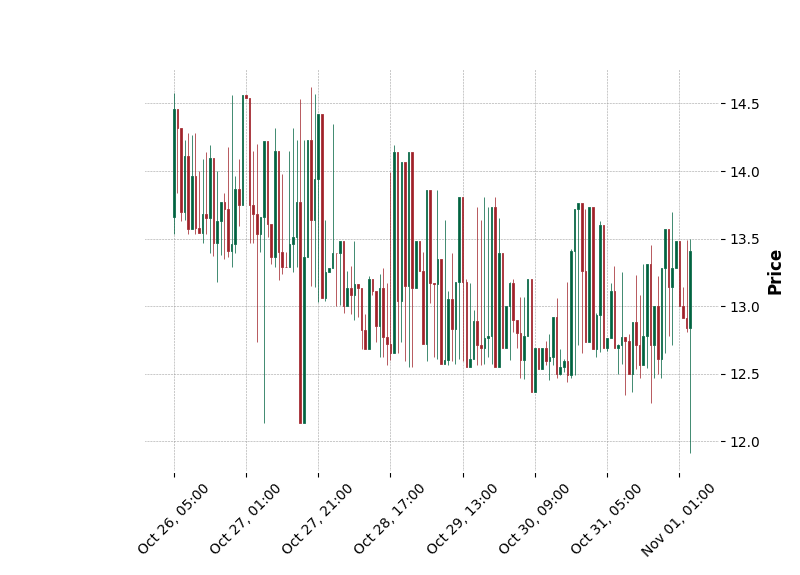 14.5
14.0
13.5
13.0
12.5
12.0
Price
Oct 26, 05:00
Oct 27, 01:00
Oct 27, 21:00
Oct 28, 17:00
Oct 29, 13:00
Oct 30, 09:00
Oct 31, 05:00
Nov 01, 01:00